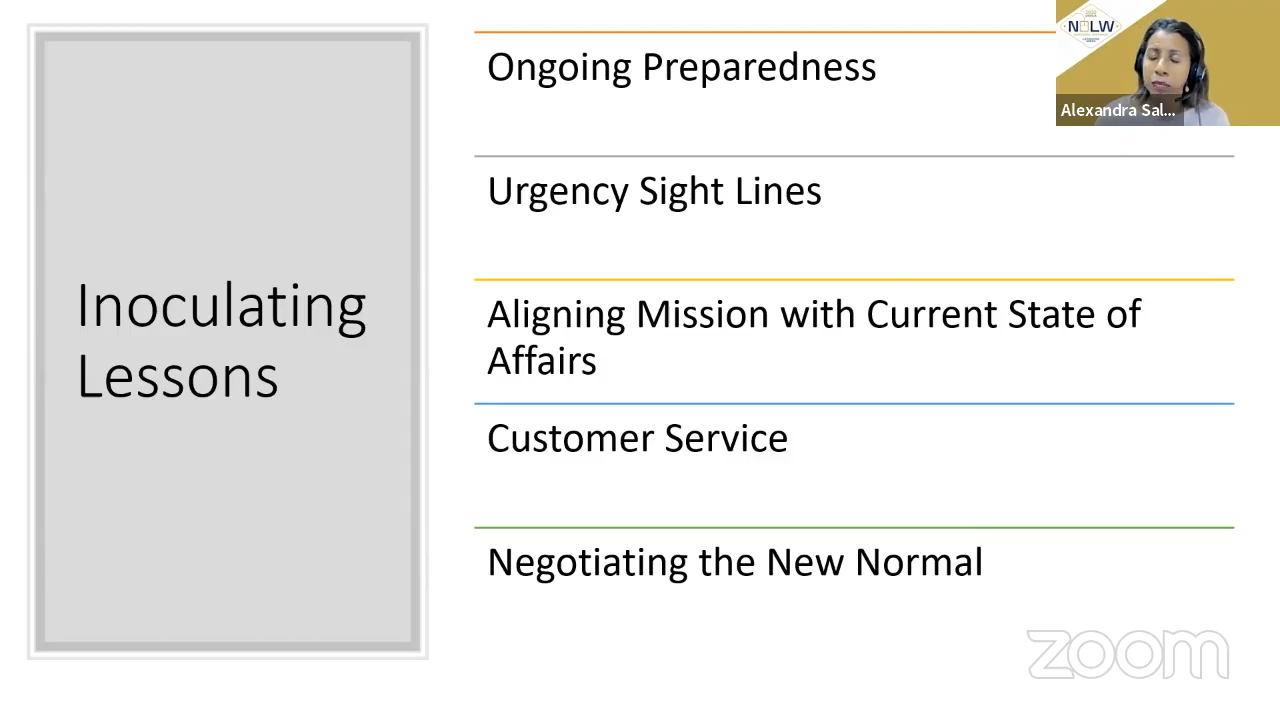 Inoculating
Lessons
Ongoing Preparedness
Urgency Sight Lines
Aligning Mission with Current State of
Affairs
Customer Service
Negotiating the New Normal
NOLW
Alexandra Sal...
zoom